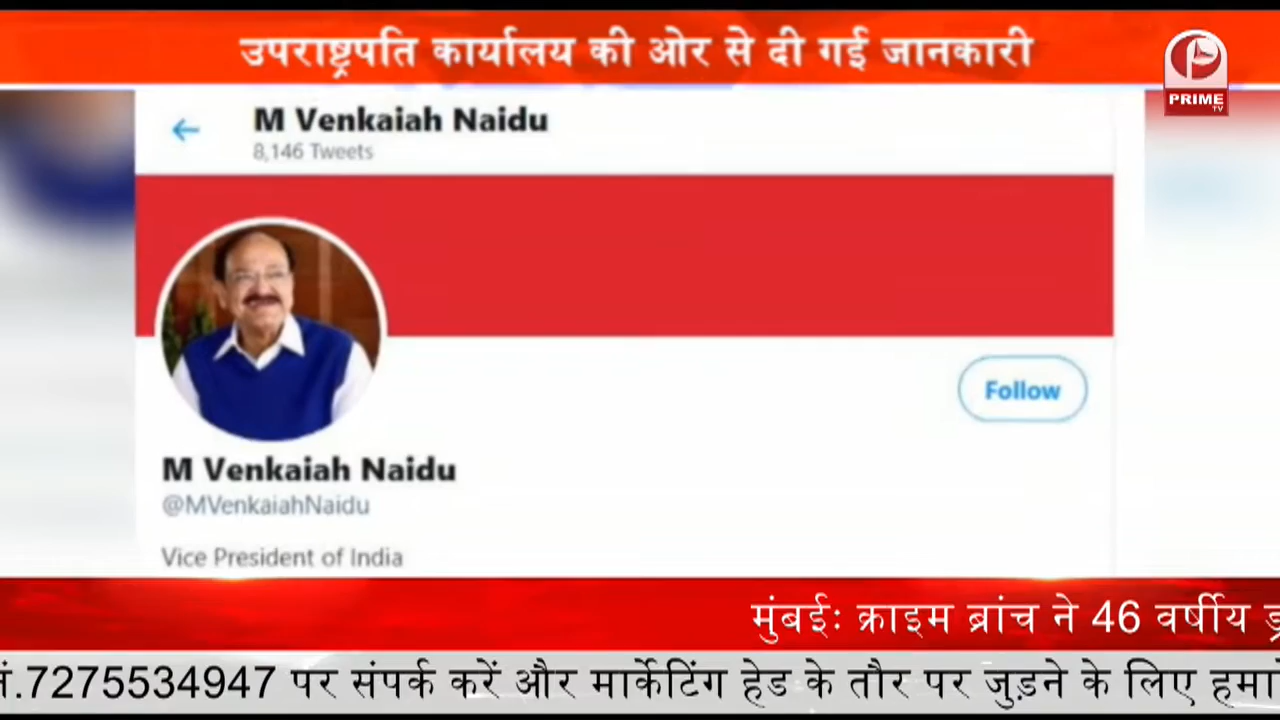 उपराष्ट्रपति कार्यालय की ओर से दी गई जानकारी
PRIME
TV
M Venkaiah Naidu
8,146 Tweets
Follow
M Venkaiah Naidu
@MVenkaiahNaidu
Vice President of India
मुंबईः क्राइम ब्रांच ने 46 वर्षीय
.7275534947 पर संपर्क करें और मार्केटिंग हेड के तौर पर जुड़ने के लिए